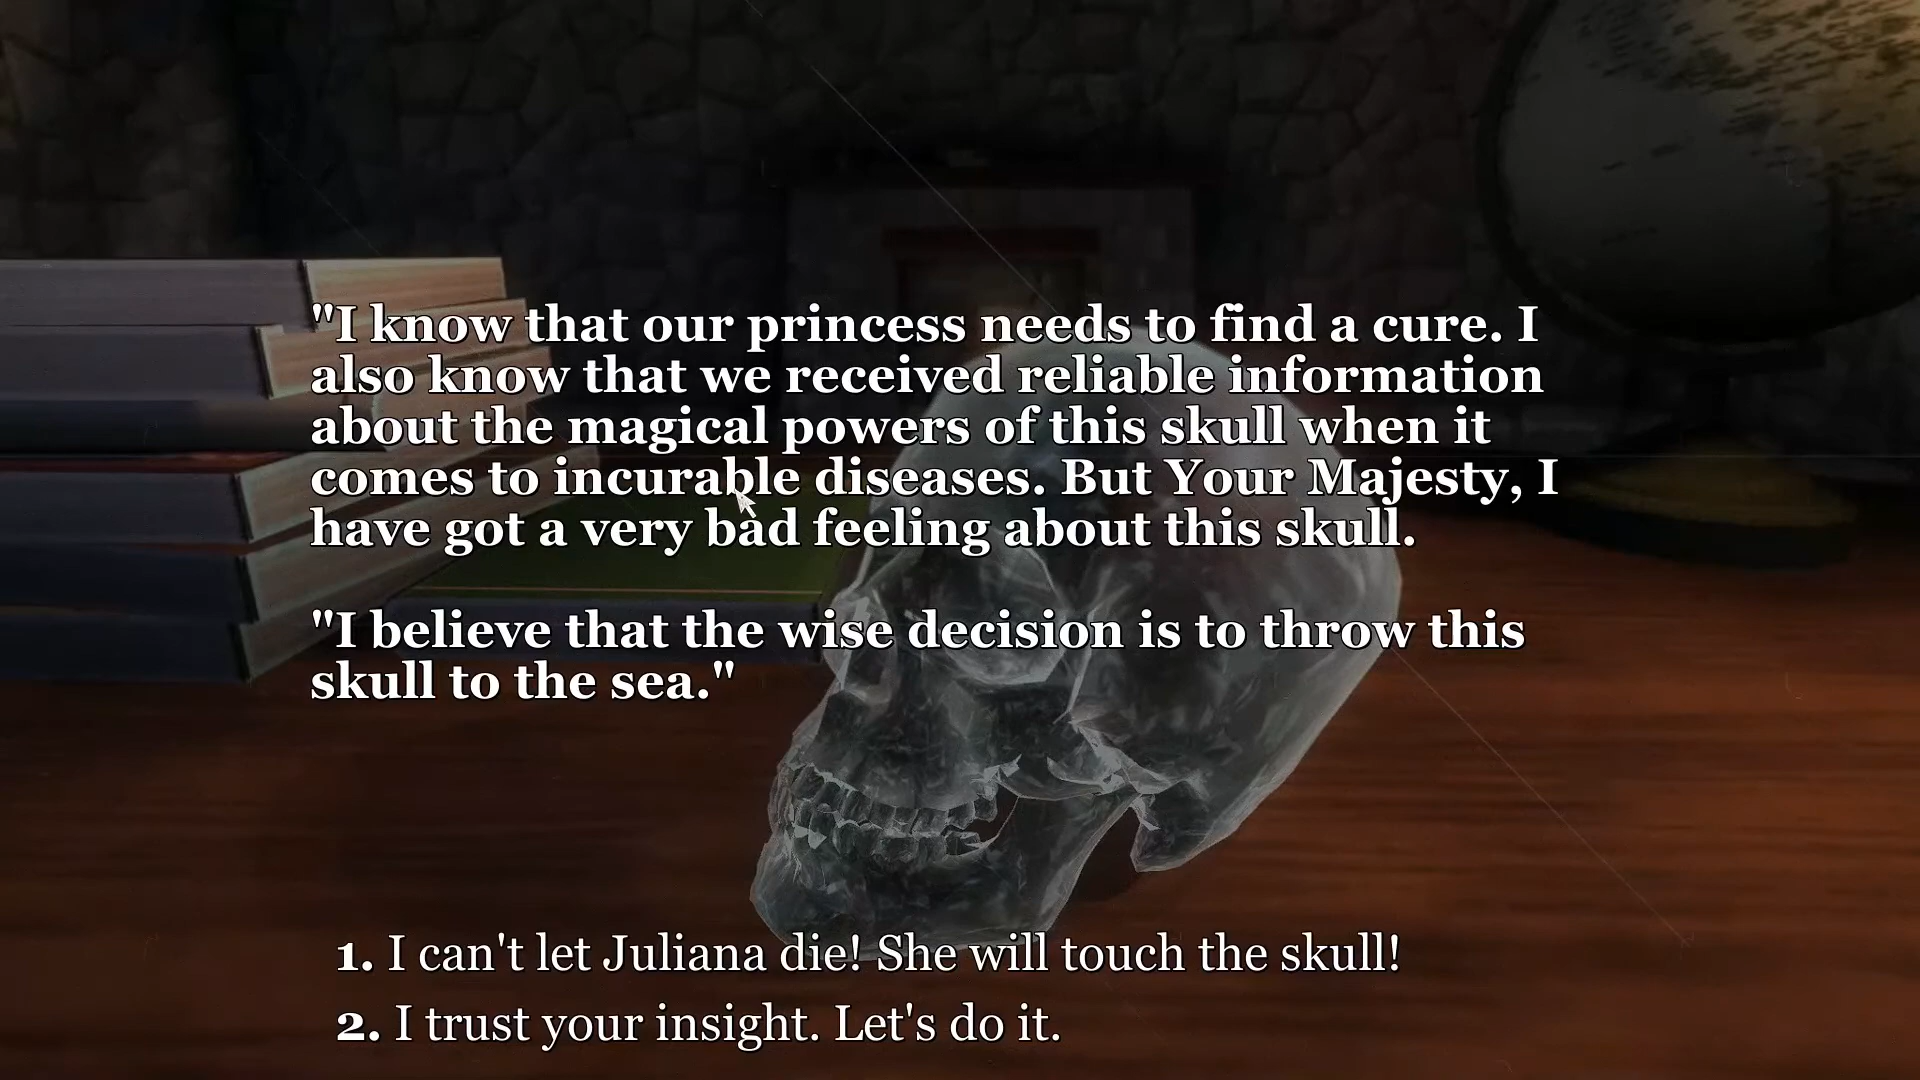 "I know that our princess needs to find a cure. I
also know that we received reliable information
about the magical powers of this skull when it
comes to incurable diseases. But Your Majesty, I
have got a very bad feeling about this skull.
"I believe that the wise decision is to throw this
skull to the sea."
1. I can't let Juliana die! She will touch the skull!
2. I trust your insight. Let's do it.